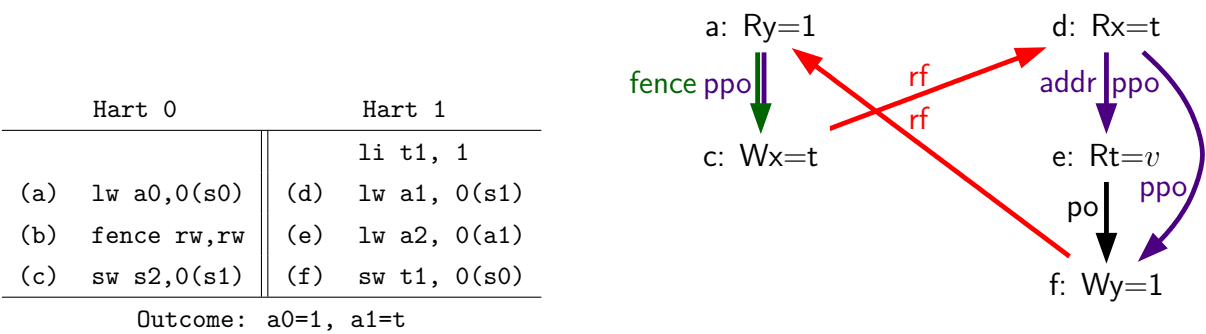 Hart 0 Hart 1
li t1, 1
(a) lw a0,0(s0) (d) lw a1, 0(s1)
(b) fence rw,rw (e) lw a2, 0(a1)
(c) sw s2,0(s1) (f) sw t1, 0(s0)
Outcome: a0=1, a1=t
a: Ry=1 d: Rx=t
fence ppo rf addr ppo
rf
c: Wx=t e: Rt=v
po ppo
f: Wy=1